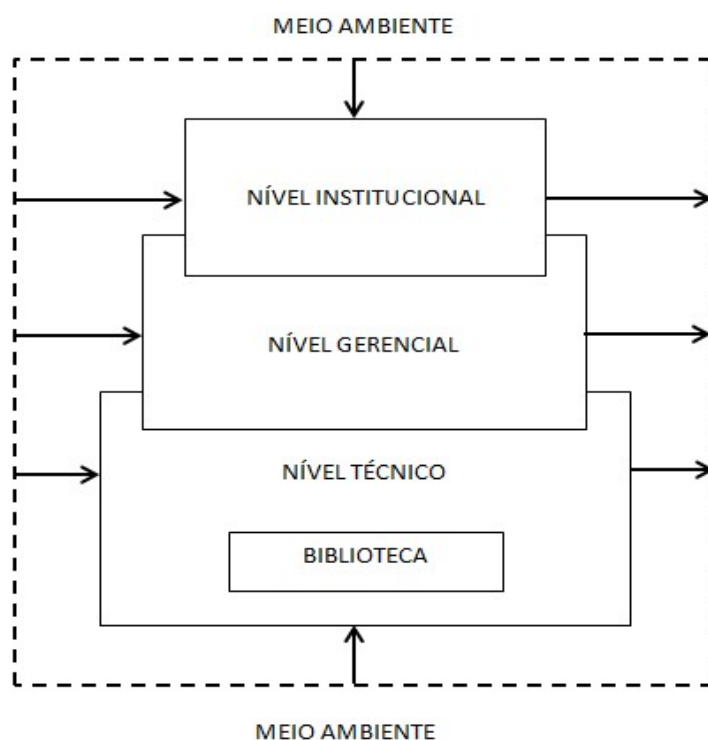 MEIO AMBIENTE
NÍVEL INSTITUCIONAL
NÍVEL GERENCIAL
NÍVEL TÉCNICO
BIBLIOTECA
MEIO AMBIENTE